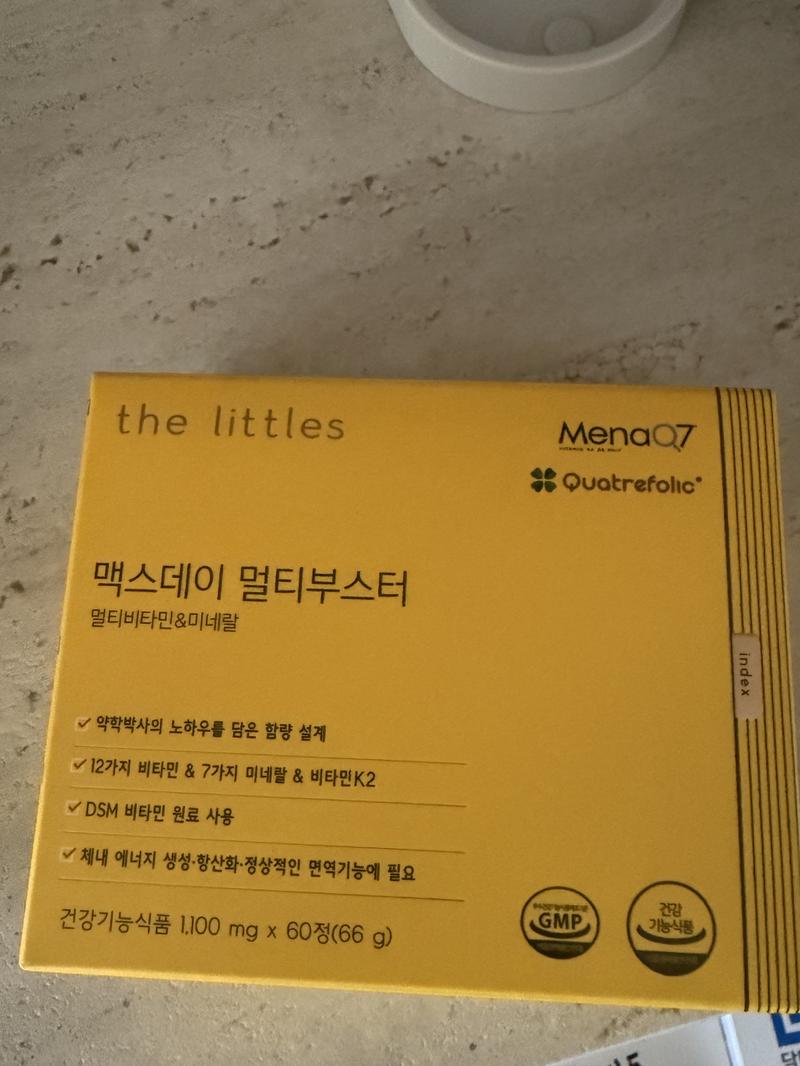 the littles
MenaQ7
Quatrefolic
맥스데이 멀티부스터
멀티비타민&미네랄
index
약학박사의 노하우를 담은 함량 설계
12가지 비타민 & 7가지 미네랄 & 비타민K2
DSM 비타민 원료 사용
체내 에너지 생성·항산화·정상적인 면역기능에 필요
건강기능식품 1,100 mg x 60정(66 g)
GMP
건강
기능식품